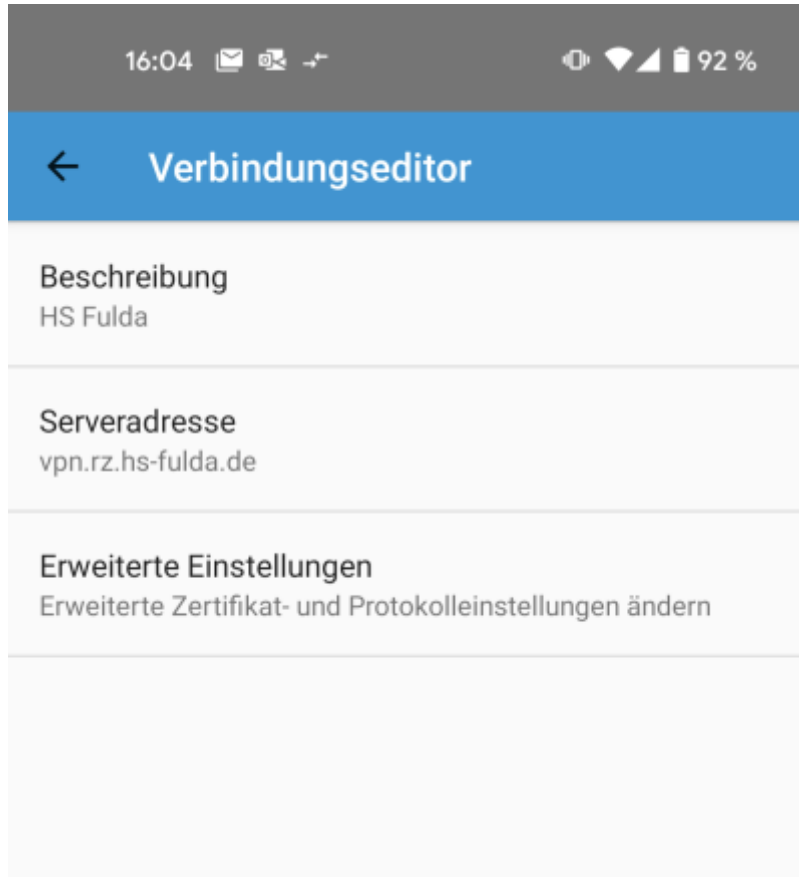 16:04 92 %
Verbindungseditor
Beschreibung
HS Fulda
Serveradresse
vpn.rz.hs-fulda.de
Erweiterte Einstellungen
Erweiterte Zertifikat- und Protokolleinstellungen ändern